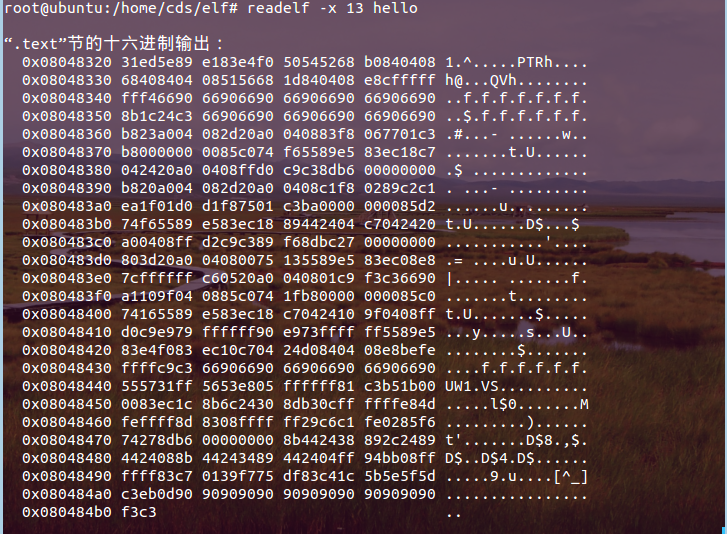 root@ubuntu:/home/cds/elf# readelf -x 13 hello
“.text”节的十六进制输出：
0x08048320 31ed5e89 e183e4f0 50545268 b0840408 1.^.....PTRh....
0x08048330 68408404 08515668 1d840408 e8cfffff h@...QVh........
0x08048340 fff46690 66906690 66906690 66906690 ..f.f.f.f.f.f.f.
0x08048350 8b1c24c3 66906690 66906690 66906690 ..$.f.f.f.f.f.f.
0x08048360 b823a004 082d20a0 040883f8 067701c3 .#...- ......w..
0x08048370 b8000000 0085c074 f65589e5 83ec18c7 .......t.U......
0x08048380 042420a0 0408ffd0 c9c38db6 00000000 .$ .............
0x08048390 b820a004 082d20a0 0408c1f8 0289c2c1 . ...- .........
0x080483a0 ea1f01d0 d1f87501 c3ba0000 000085d2 ......u.........
0x080483b0 74f65589 e583ec18 89442404 c7042420 t.U......D$...$ 
0x080483c0 a00408ff d2c9c389 f68dbc27 00000000 ...........'....
0x080483d0 803d20a0 04080075 135589e5 83ec08e8 .= ....u.U......
0x080483e0 7cffffff c60520a0 040801c9 f3c36690 |..... .......f.
0x080483f0 a1109f04 0885c074 1fb80000 000085c0 .......t........
0x08048400 74165589 e583ec18 c7042410 9f0408ff t.U.......$.....
0x08048410 d0c9e979 ffffff90 e973ffff ff5589e5 ...y.....s...U..
0x08048420 83e4f083 ec10c704 24d08404 08e8befe ........$.......
0x08048430 ffffc9c3 66906690 66906690 66906690 ....f.f.f.f.f.f.
0x08048440 555731ff 5653e805 ffffff81 c3b51b00 UW1.VS..........
0x08048450 0083ec1c 8b6c2430 8db30cff ffffe84d .....l$0.......M
0x08048460 feffff8d 8308ffff ff29c6c1 fe0285f6 .........)......
0x08048470 74278db6 00000000 8b442438 892c2489 t'.......D$8.,$.
0x08048480 4424088b 44243489 442404ff 94bb08ff D$..D$4.D$......
0x08048490 ffff83c7 0139f775 df83c41c 5b5e5f5d .....9.u....[^_]
0x080484a0 c3eb0d90 90909090 90909090 90909090 ................
0x080484b0 f3c3 ..